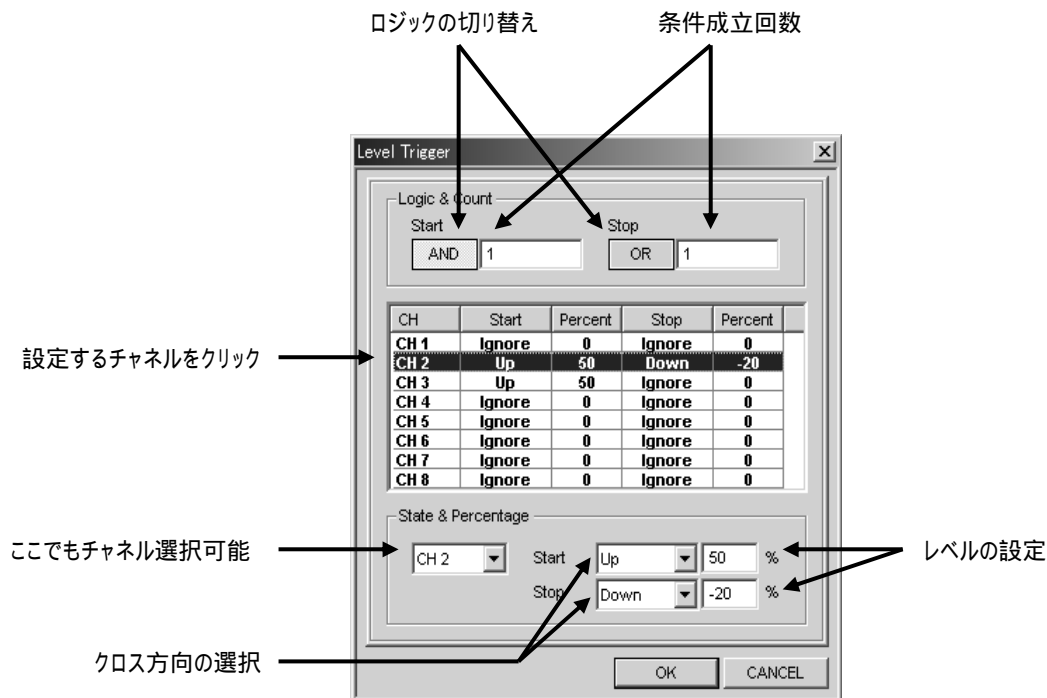 ロジックの切り替え 条件成立回数
Level Trigger
Logic & Count
Start Stop
AND 1 OR 1
CH Start Percent Stop Percent
CH 1 Ignore 0 Ignore 0
設定するチャネルをクリック
CH 2 Up 50 Down -20
CH 3 Up 50 Ignore 0
CH 4 Ignore 0 Ignore 0
CH 5 Ignore 0 Ignore 0
CH 6 Ignore 0 Ignore 0
CH 7 Ignore 0 Ignore 0
CH 8 Ignore 0 Ignore 0
State & Percentage
ここでもチャネル選択可能
CH 2 Start Up 50 %
レベルの設定
Stop Down -20 %
クロス方向の選択
OK CANCEL